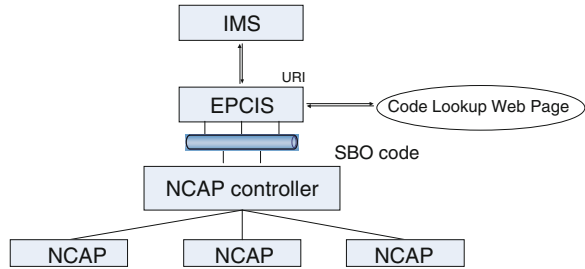 IMS
URI
EPCIS
Code Lookup Web Page
SBO code
NCAP controller
NCAP
NCAP
NCAP